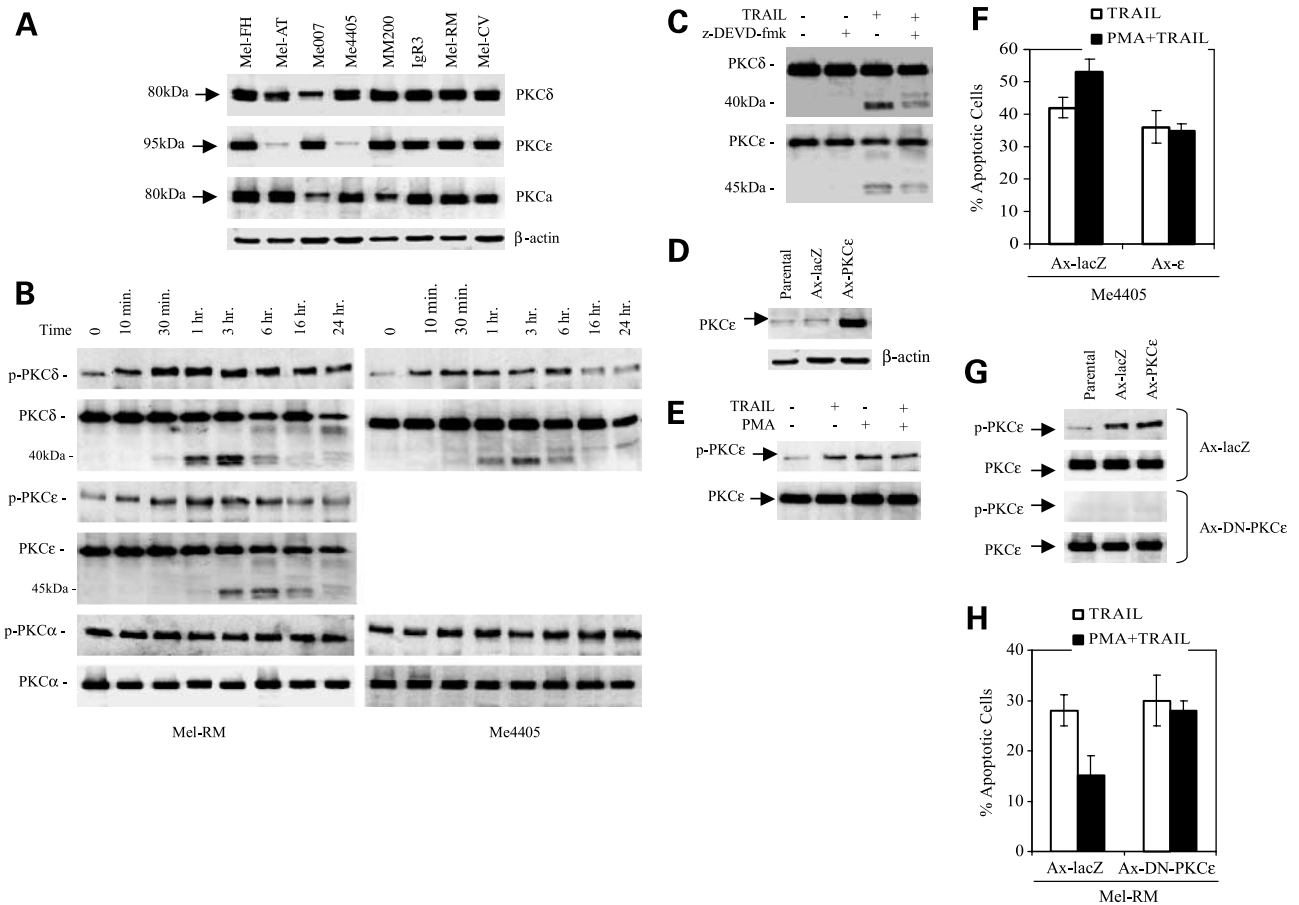 A
Mel-FH Mel-AT Me007 Me4405 MM200 IgR3 Mel-RM Mel-CV
80kDa PKCδ
95kDa PKCε
80kDa PKCa
β-actin
B
Time 0 10 min. 30 min. 1 hr. 3 hr. 6 hr. 16 hr. 24 hr. 0 10 min. 30 min. 1 hr. 3 hr. 6 hr. 16 hr. 24 hr.
p-PKCδ -
PKCδ -
40kDa -
p-PKCε -
PKCε -
45kDa -
p-PKCα -
PKCα -
Mel-RM Me4405
C
TRAIL - - + +
z-DEVD-fmk - + - +
PKCδ -
40kDa -
PKCε -
45kDa -
D
Parental Ax-lacZ Ax-PKCε
PKCε
β-actin
E
TRAIL - + - +
PMA - - + +
p-PKCε
PKCε
F
TRAIL
PMA+TRAIL
% Apoptotic Cells
60
50
40
30
20
10
0
Ax-lacZ Ax-ε
Me4405
G
Parental Ax-lacZ Ax-PKCε
p-PKCε
PKCε
Ax-lacZ
p-PKCε
PKCε
Ax-DN-PKCε
H
TRAIL
PMA+TRAIL
% Apoptotic Cells
40
30
20
10
0
Ax-lacZ Ax-DN-PKCε
Mel-RM